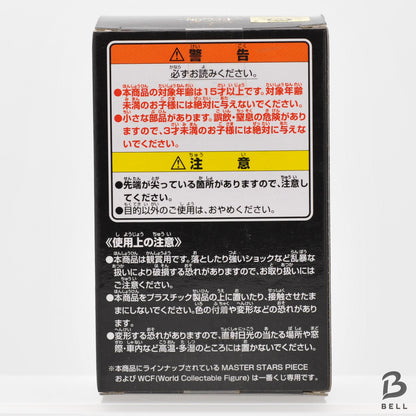 警告
必ずお読みください。
●本商品の対象年齢は15才以上です。対象年齢
未満のお子様には絶対に与えないでください。
●小さな部品があります。誤飲・窒息の危険があり
ますので、3才未満のお子様には絶対に与えな
いでください。
注意
●先端が尖っている箇所がありますので、注意し
てください。
●目的以外のご使用は、おやめください。
《使用上の注意》
●本商品は観賞用です。落としたり強いショックなど乱暴な
扱いにより破損する恐れがありますので、お取り扱いには
ご注意ください。
●本商品をプラスチック製品の上に置いたり、接触させたま
まにしないでください。色の付着や変形などの恐れがあり
ます。
●変形する恐れがありますので、直射日光の当たる場所や窓
際・車内など高温・多湿のところには置かないでください。
※本商品にラインナップされている MASTER STARS PIECE
および WCF(World Collectable Figure) は一番くじ専用です。
B
BELL